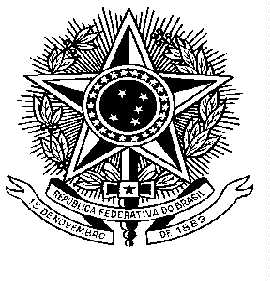 REPÚBLICA FEDERATIVA DO BRASIL
15 DE NOVEMBRO DE 1889